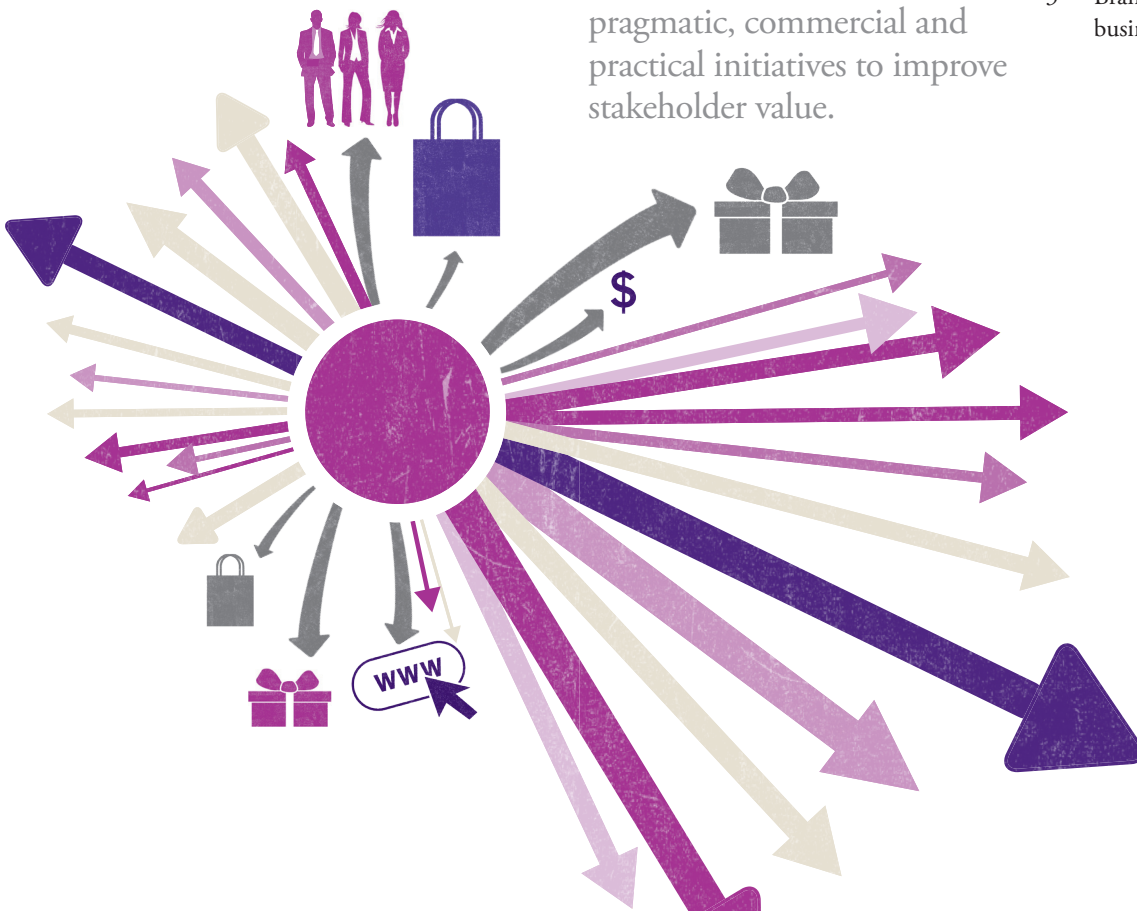 pragmatic, commercial and
practical initiatives to improve
stakeholder value.
$
www